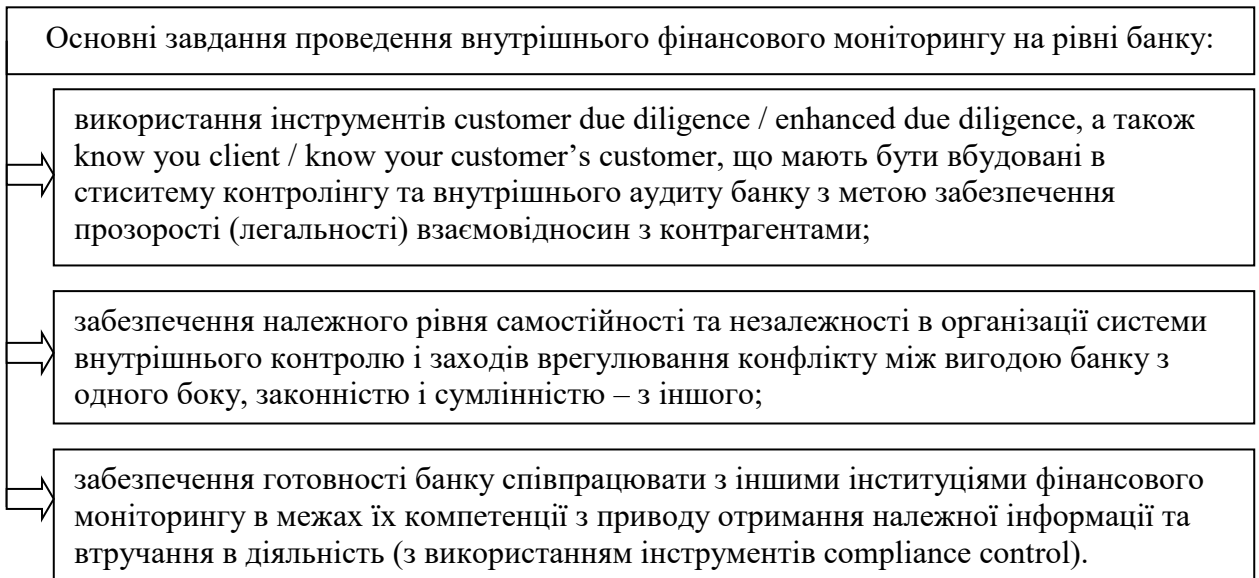 Основні завдання проведення внутрішнього фінансового моніторингу на рівні банку:
використання інструментів customer due diligence / enhanced due diligence, а також
know you client / know your customer’s customer, що мають бути вбудовані в
стиситему контролінгу та внутрішнього аудиту банку з метою забезпечення
прозорості (легальності) взаємовідносин з контрагентами;
забезпечення належного рівня самостійності та незалежності в організації системи
внутрішнього контролю і заходів врегулювання конфлікту між вигодою банку з
одного боку, законністю і сумлінністю – з іншого;
забезпечення готовності банку співпрацювати з іншими інституціями фінансового
моніторингу в межах їх компетенції з приводу отримання належної інформації та
втручання в діяльність (з використанням інструментів compliance control).